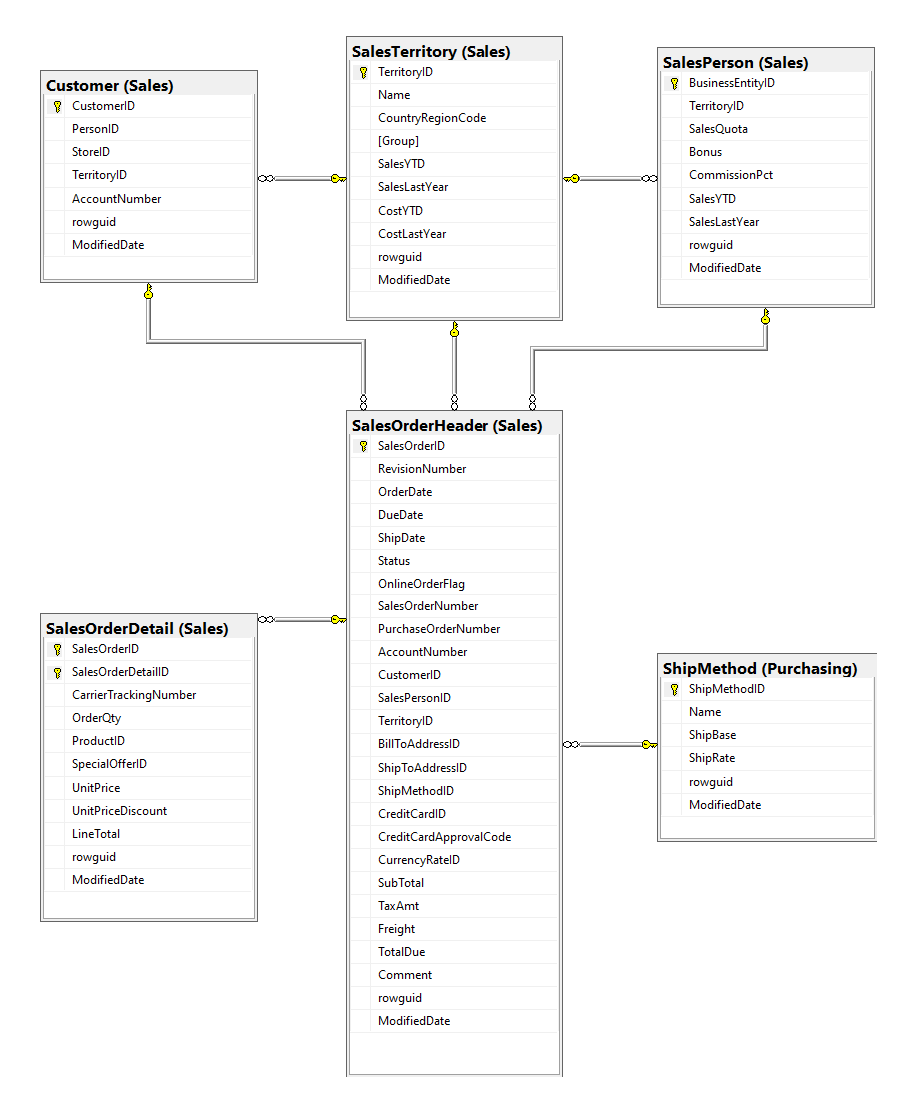 SalesTerritory (Sales)
TerritoryID
Name
CountryRegionCode
[Group]
SalesYTD
SalesLastYear
CostYTD
CostLastYear
rowguid
ModifiedDate
SalesPerson (Sales)
BusinessEntityID
TerritoryID
SalesQuota
Bonus
CommissionPct
SalesYTD
SalesLastYear
rowguid
ModifiedDate
Customer (Sales)
CustomerID
PersonID
StoreID
TerritoryID
AccountNumber
rowguid
ModifiedDate
SalesOrderHeader (Sales)
SalesOrderID
RevisionNumber
OrderDate
DueDate
ShipDate
Status
OnlineOrderFlag
SalesOrderNumber
PurchaseOrderNumber
AccountNumber
CustomerID
SalesPersonID
TerritoryID
BillToAddressID
ShipToAddressID
ShipMethodID
CreditCardID
CreditCardApprovalCode
CurrencyRateID
SubTotal
TaxAmt
Freight
TotalDue
Comment
rowguid
ModifiedDate
SalesOrderDetail (Sales)
SalesOrderID
SalesOrderDetailID
CarrierTrackingNumber
OrderQty
ProductID
SpecialOfferID
UnitPrice
UnitPriceDiscount
LineTotal
rowguid
ModifiedDate
ShipMethod (Purchasing)
ShipMethodID
Name
ShipBase
ShipRate
rowguid
ModifiedDate